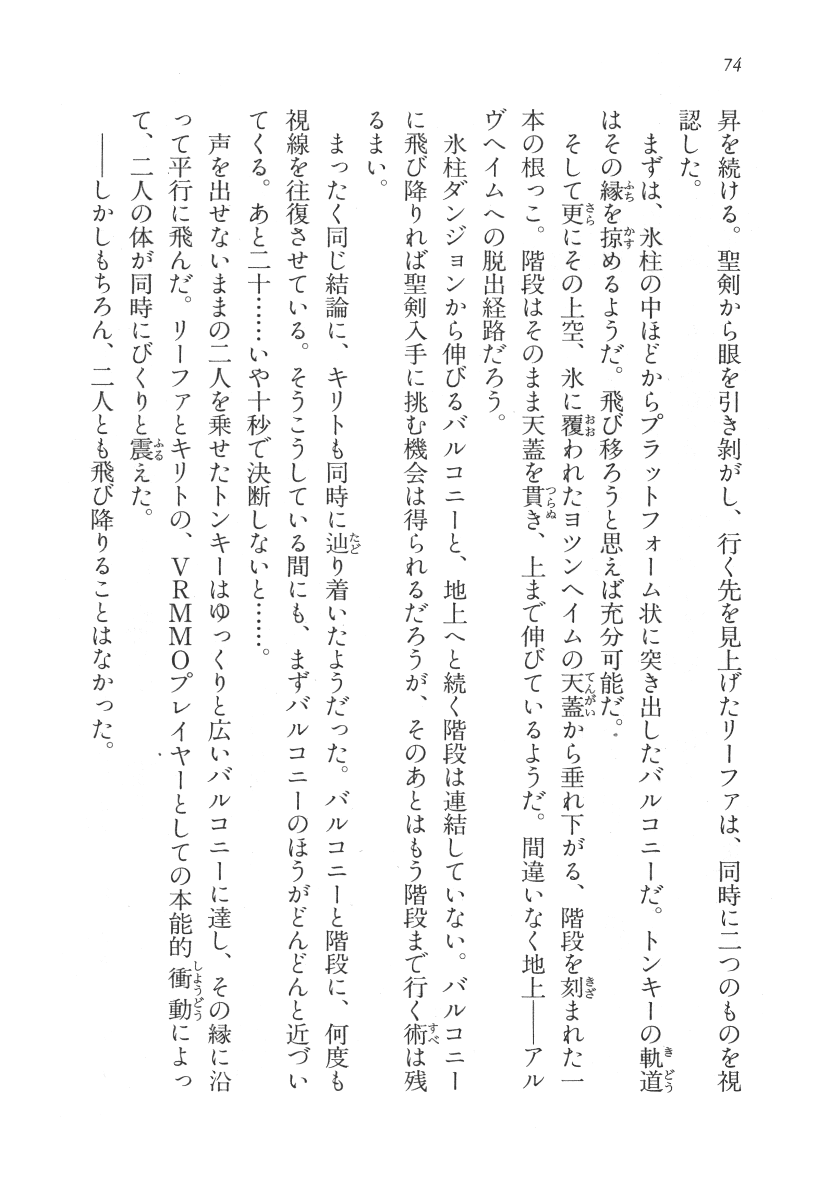 74
昇を続ける。聖剣から眼を引き剝がし、行く先を見上げたリーファは、同時に二つのものを視
認した。
まずは、氷柱の中ほどからプラットフォーム状に突き出したバルコニーだ。トンキーの軌道
はその縁を掠めるようだ。飛び移ろうと思えば充分可能だ。
そして更にその上空、氷に覆われたヨツンヘイムの天蓋から垂れ下がる、階段を刻まれた一
本の根っこ。階段はそのまま天蓋を貫き、上まで伸びているようだ。間違いなく地上――アル
ヴヘイムへの脱出経路だろう。
氷柱ダンジョンから伸びるバルコニーと、地上へと続く階段は連結していない。バルコニー
に飛び降りれば聖剣入手に挑む機会は得られるだろうが、そのあとはもう階段まで行く術は残
るまい。
まったく同じ結論に、キリトも同時に辿り着いたようだった。バルコニーと階段に、何度も
視線を往復させている。そうこうしている間にも、まずバルコニーのほうがどんどんと近づい
てくる。あと二十……いや十秒で決断しないと……。
声を出せないままの二人を乗せたトンキーはゆっくりと広いバルコニーに達し、その縁に沿
って平行に飛んだ。リーファとキリトの、ＶＲＭＭＯプレイヤーとしての本能的衝動によっ
て、二人の体が同時にびくりと震えた。
――しかしもちろん、二人とも飛び降りることはなかった。